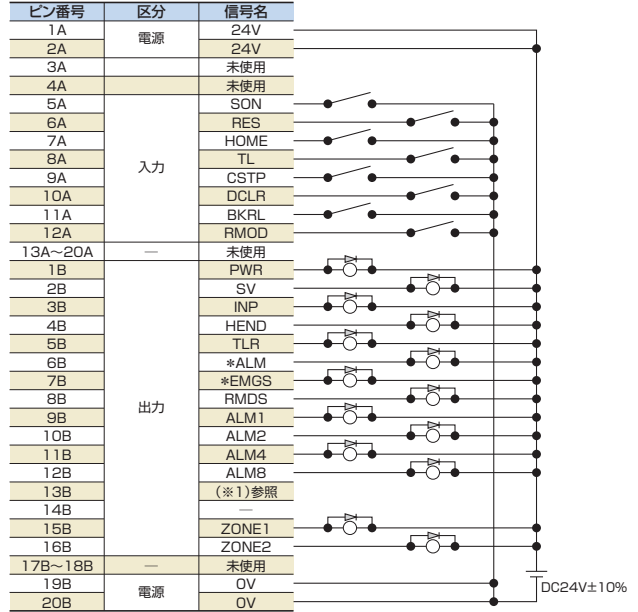 ピン番号 区分 信号名
1A 電源 24V
2A 24V
3A 未使用
4A 未使用
5A 入力 SON
6A RES
7A HOME
8A TL
9A CSTP
10A DCLR
11A BKRL
12A RMOD
13A～20A — 未使用
1B 出力 PWR
2B SV
3B INP
4B HEND
5B TLR
6B *ALM
7B *EMGS
8B RMDS
9B ALM1
10B ALM2
11B ALM4
12B ALM8
13B (※1)参照
14B —
15B ZONE1
16B ZONE2
17B～18B — 未使用
19B 電源 0V
20B 0V
DC24V±10%